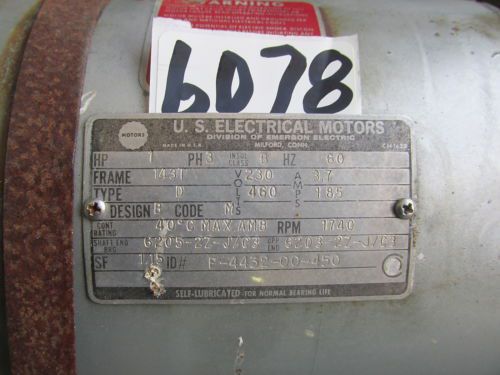 WARNING
6078
MOTORS
U. S. ELECTRICAL MOTORS
DIVISION OF EMERSON ELECTRIC
MADE IN U.S.A. MILFORD, CONN.
HP 1 PH 3 INSUL CLASS B HZ 60
FRAME 143T VOLTS 230 AMPS 3.7
TYPE D 460 1.85
DESIGN B CODE M
CONT RATING 40°C MAX AMB RPM 1740
SHAFT END BRG 6205-2Z-J/C3 OPP END 6203-2Z-J/C3
SF 1.15 ID# F-4432-00-450
SELF-LUBRICATED FOR NORMAL BEARING LIFE